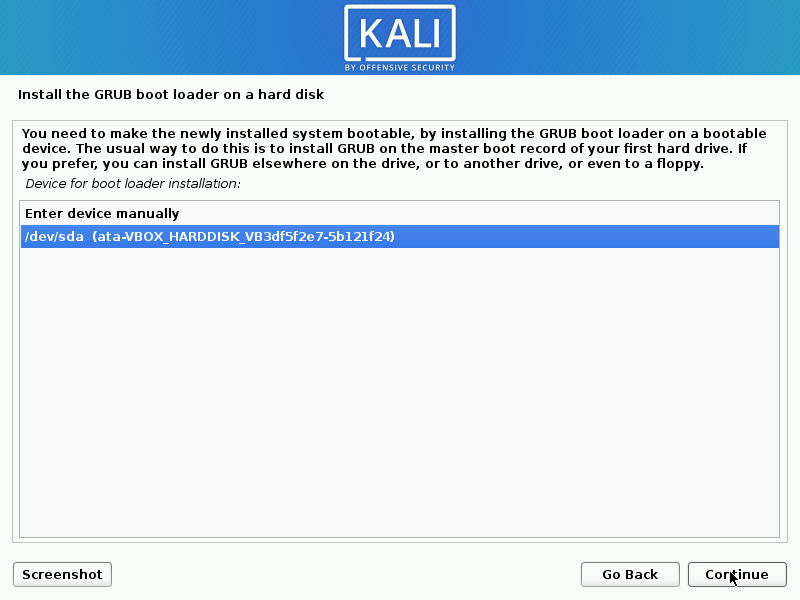 KALI
BY OFFENSIVE SECURITY
Install the GRUB boot loader on a hard disk
You need to make the newly installed system bootable, by installing the GRUB boot loader on a bootable
device. The usual way to do this is to install GRUB on the master boot record of your first hard drive. If
you prefer, you can install GRUB elsewhere on the drive, or to another drive, or even to a floppy.
Device for boot loader installation:
Enter device manually
/dev/sda  (ata-VBOX_HARDDISK_VB3df5f2e7-5b121f24)
Screenshot
Go Back
Continue